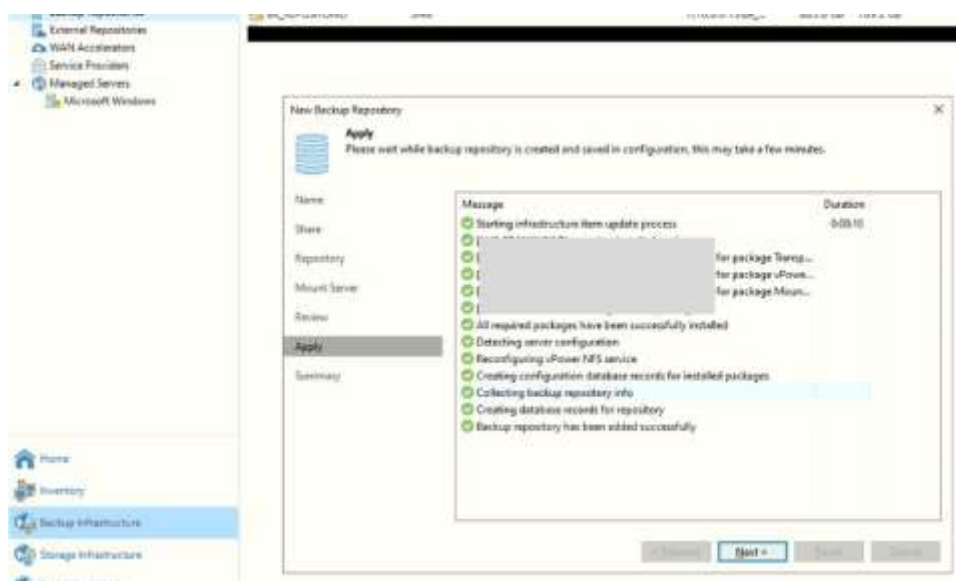 Backup Repositories
External Repositories
WAN Accelerators
Service Providers
Managed Servers
Microsoft Windows
New Backup Repository
Apply
Please wait while backup repository is created and saved in configuration, this may take a few minutes.
Name
Share
Repository
Mount Server
Review
Apply
Summary
Message Duration
Starting infrastructure item update process 0:00:10
for package Transp...
for package vPowe...
for package Moun...
All required packages have been successfully installed
Detecting server configuration
Reconfiguring vPower NFS service
Creating configuration database records for installed packages
Collecting backup repository info
Creating database records for repository
Backup repository has been added successfully
Home
Inventory
Backup Infrastructure
Storage Infrastructure
Next >